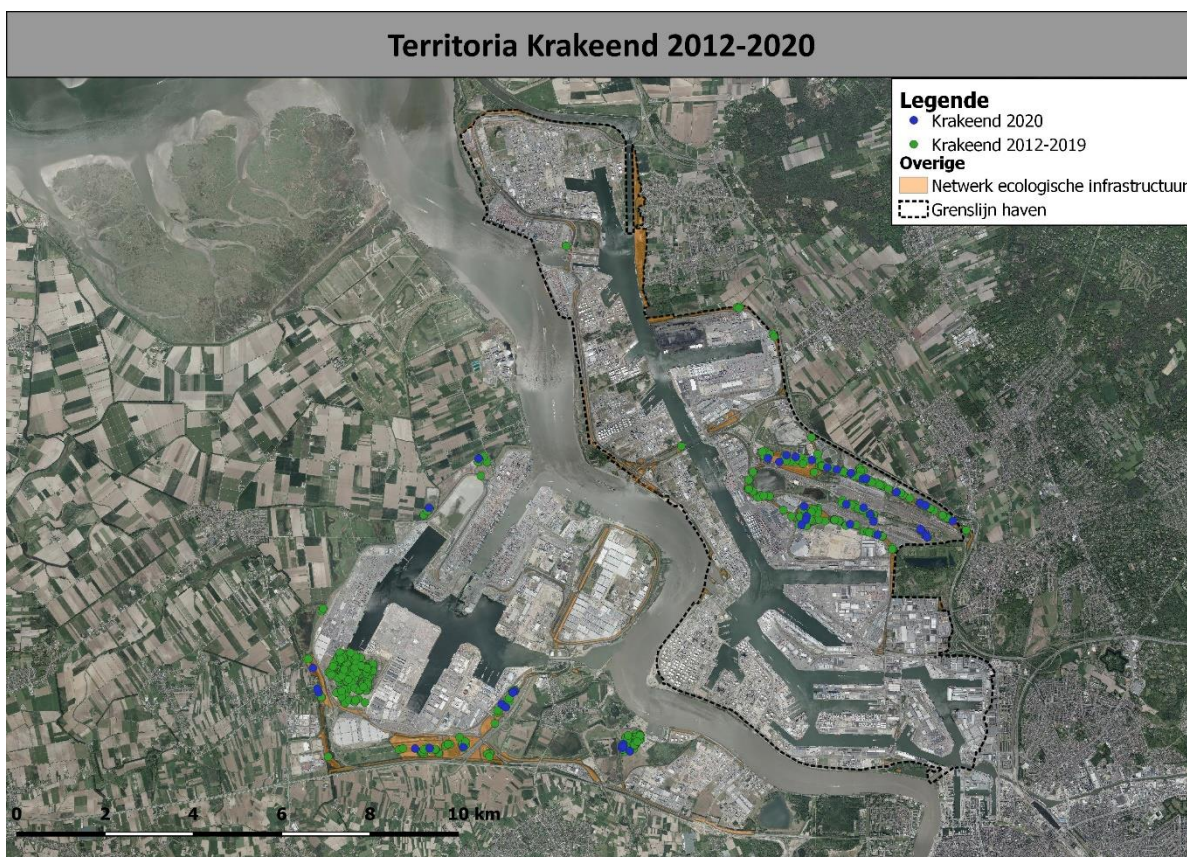 Territoria Krakeend 2012-2020
Legende
Krakeend 2020
Krakeend 2012-2019
Overige
Netwerk ecologische infrastructuur
Grenslijn haven
0 2 4 6 8 10 km